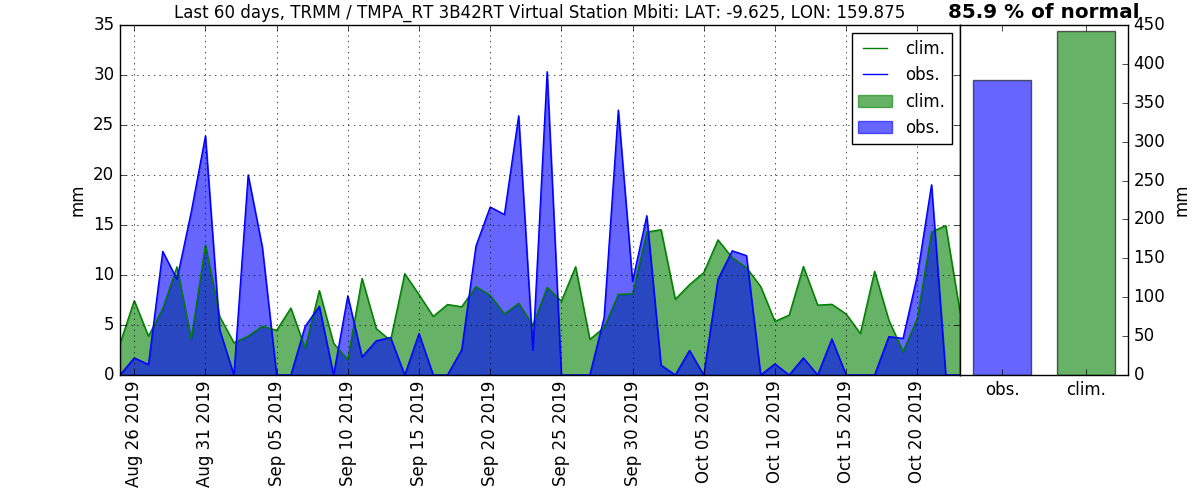 Last 60 days, TRMM / TMPA_RT 3B42RT Virtual Station Mbiti: LAT: -9.625, LON: 159.875
85.9 % of normal
35
30
25
20
15
10
5
0
mm
clim.
obs.
clim.
obs.
450
400
350
300
250
200
150
100
50
0
mm
obs.
clim.
Aug 26 2019
Aug 31 2019
Sep 05 2019
Sep 10 2019
Sep 15 2019
Sep 20 2019
Sep 25 2019
Sep 30 2019
Oct 05 2019
Oct 10 2019
Oct 15 2019
Oct 20 2019